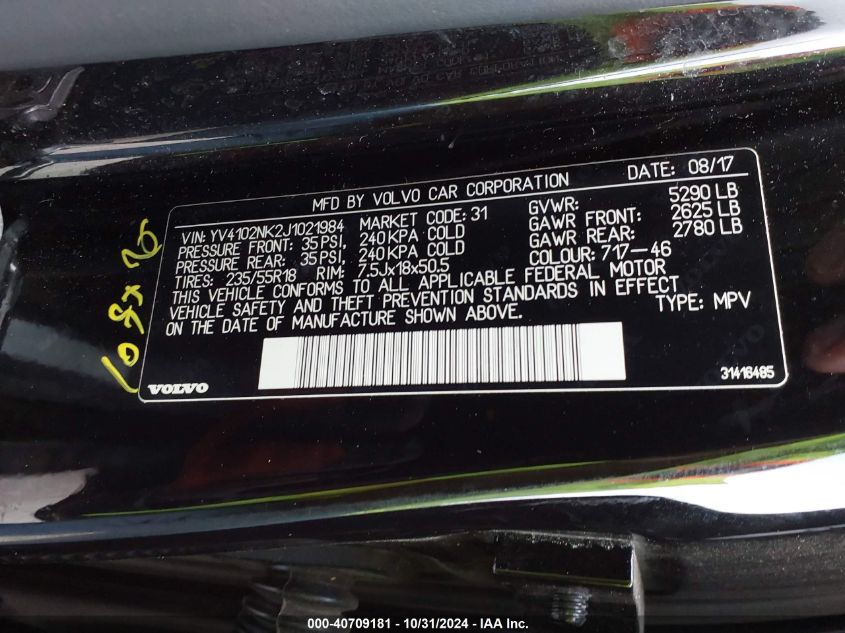 MFD BY VOLVO CAR CORPORATION DATE: 08/17
VIN: YV4102NK2J1021984 MARKET CODE: 31 GVWR: 5290 LB
PRESSURE FRONT: 35 PSI, 240 KPA COLD GAWR FRONT: 2625 LB
PRESSURE REAR: 35 PSI, 240 KPA COLD GAWR REAR: 2780 LB
TIRES: 235/55R18 RIM: 7,5Jx18x50.5 COLOUR: 717-46
THIS VEHICLE CONFORMS TO ALL APPLICABLE FEDERAL MOTOR
VEHICLE SAFETY AND THEFT PREVENTION STANDARDS IN EFFECT
ON THE DATE OF MANUFACTURE SHOWN ABOVE. TYPE: MPV
VOLVO
31416485
000-40709181 - 10/31/2024 - IAA Inc.